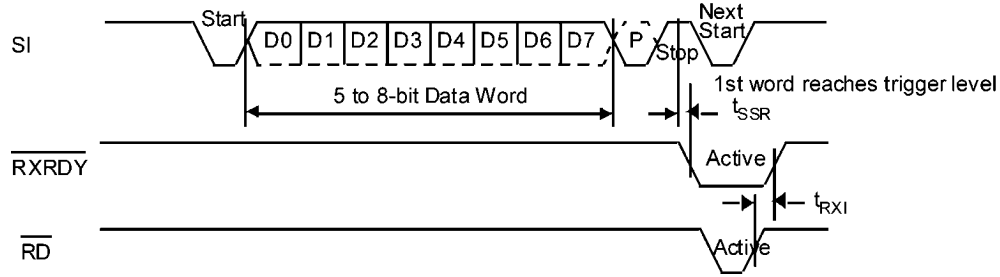 Start
Next
Start
SI
D0 D1 D2 D3 D4 D5 D6 D7 P
Stop
1st word reaches trigger level
5 to 8-bit Data Word
tSSR
RXRDY
Active
tRXI
RD
Active